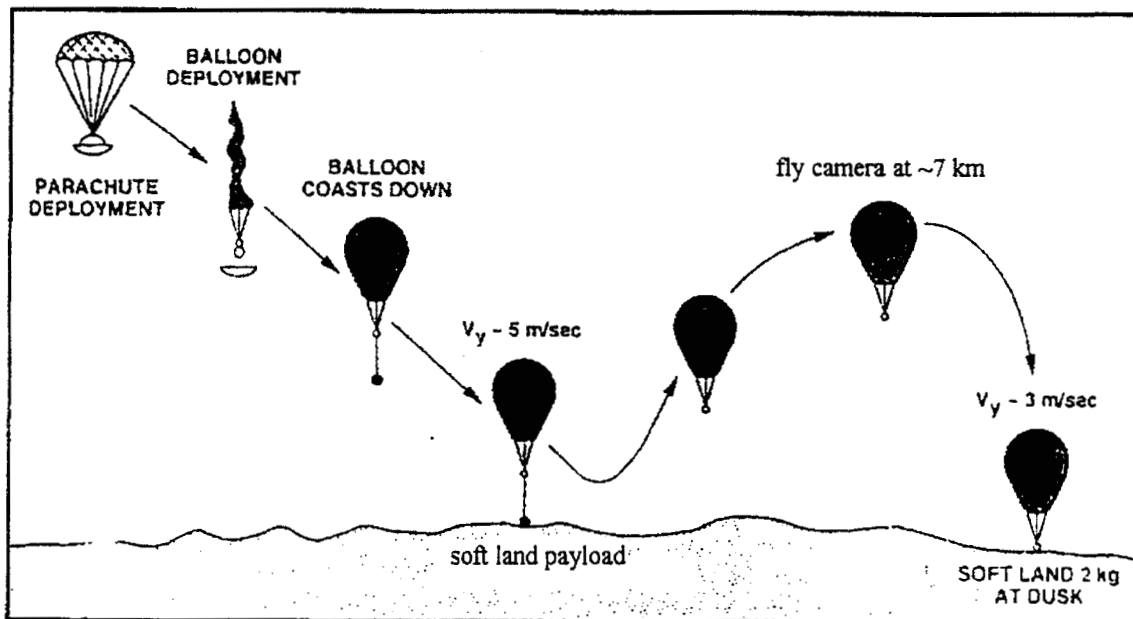 BALLOON
DEPLOYMENT
PARACHUTE
DEPLOYMENT
BALLOON
COASTS DOWN
fly camera at ~7 km
Vy ~ 5 m/sec
Vy ~ 3 m/sec
soft land payload
SOFT LAND 2 kg
AT DUSK